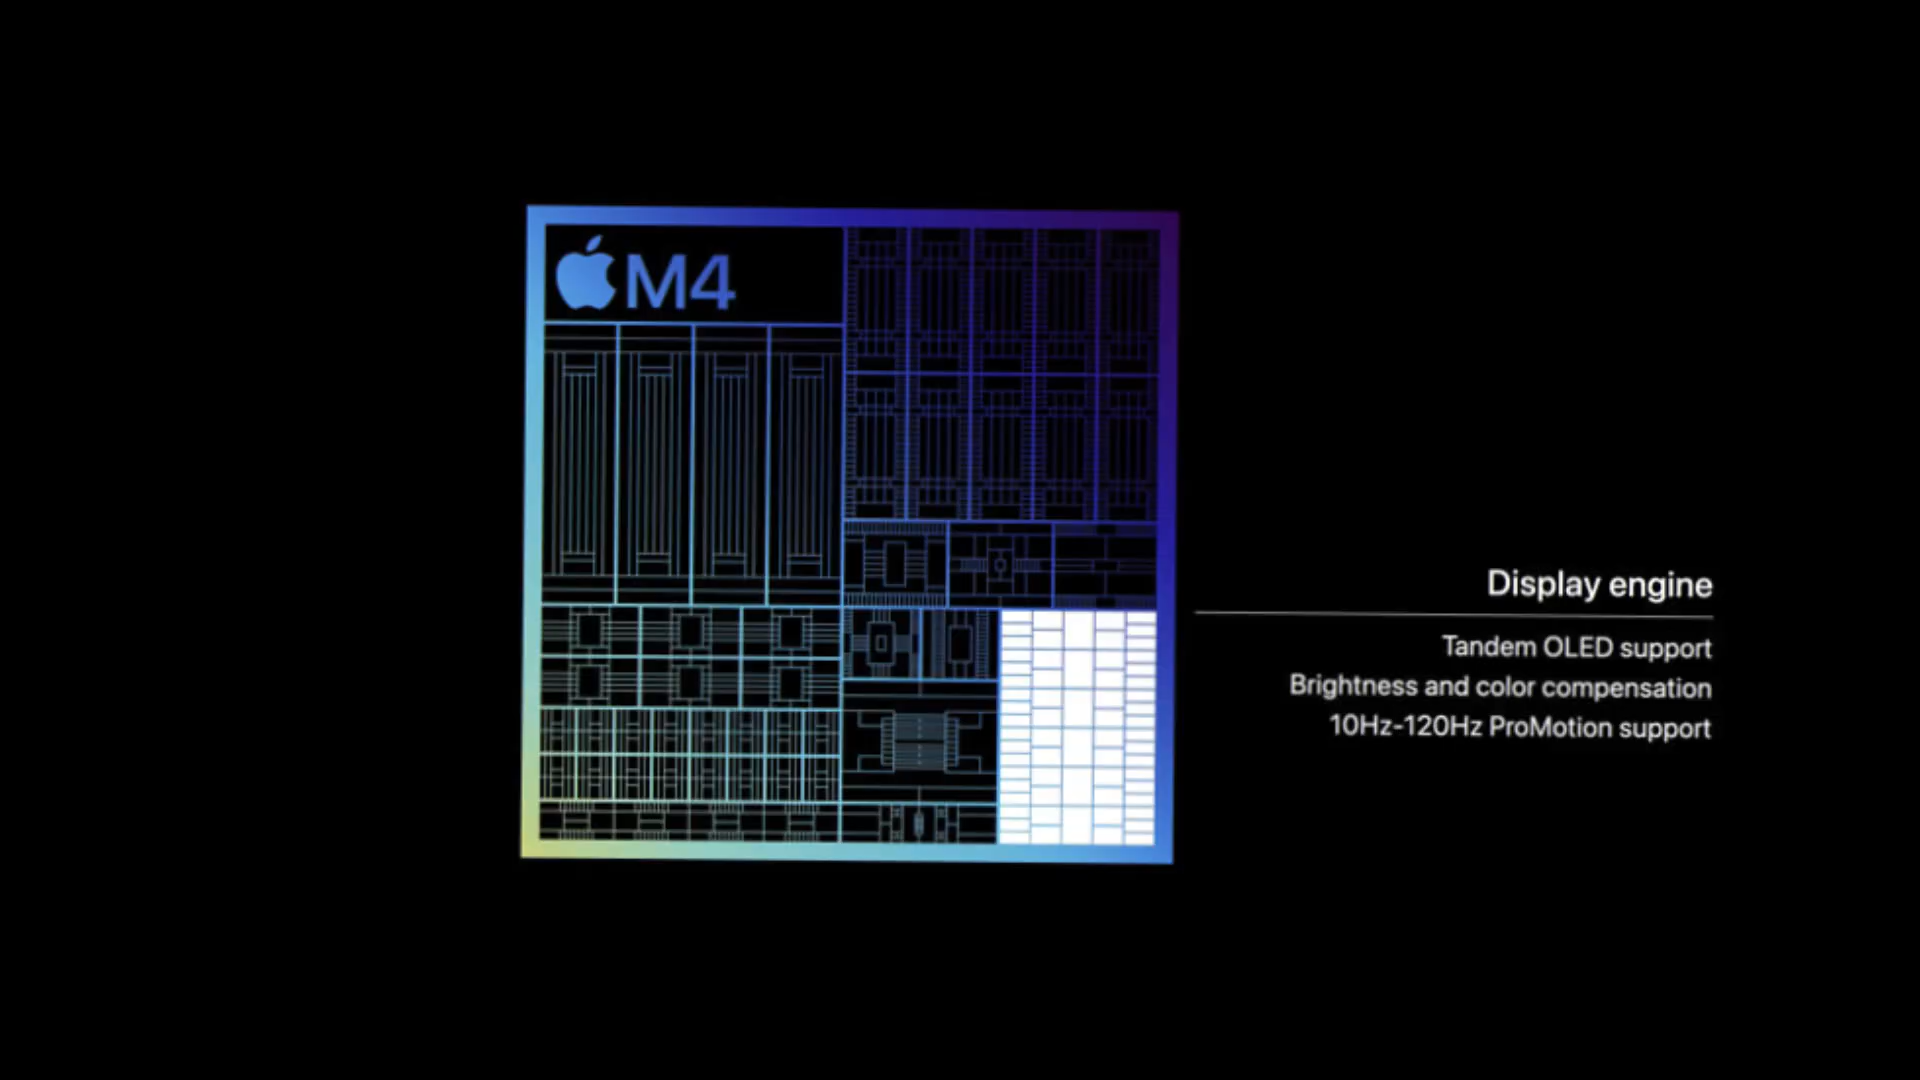 M4
Display engine
Tandem OLED support
Brightness and color compensation
10Hz-120Hz ProMotion support